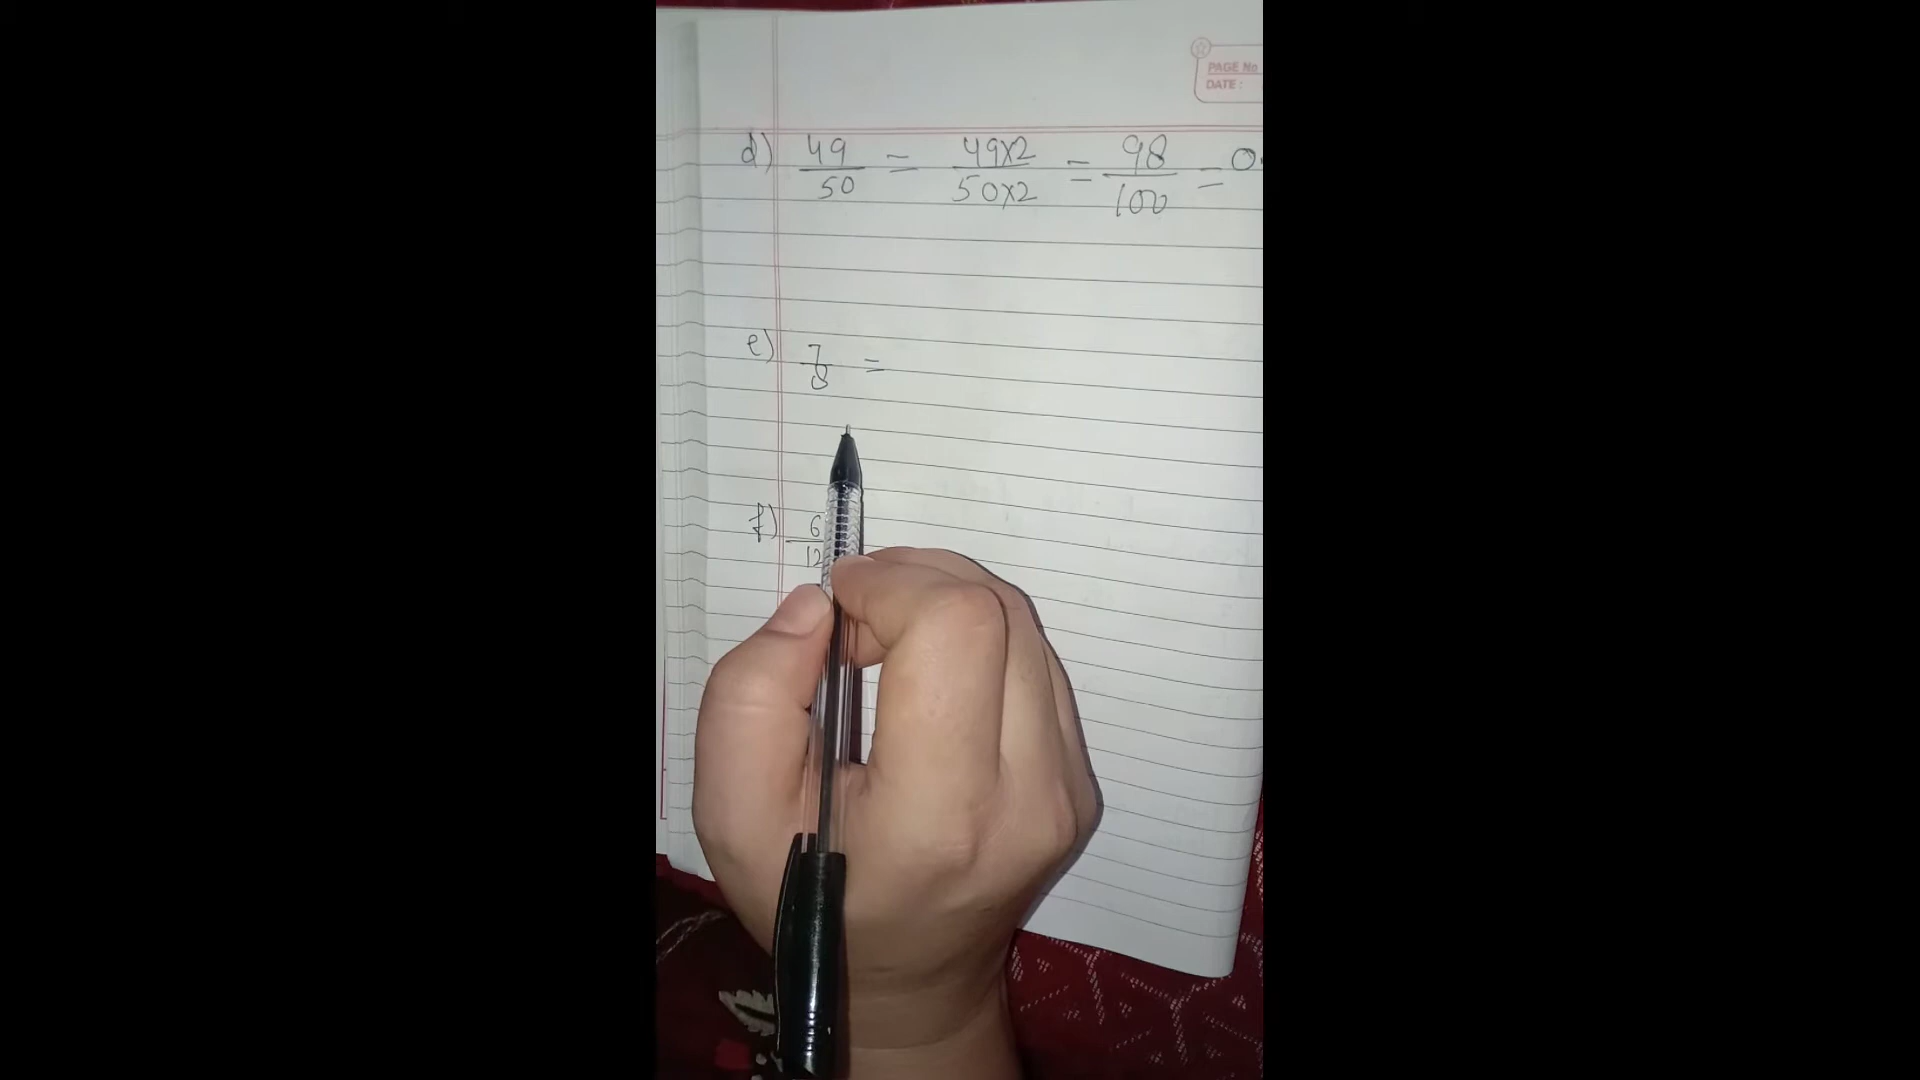 PAGE No
DATE :
d) 49/50 = 49x2/50x2 = 98/100 = 0.
e) 7/8 =
f) 6/12